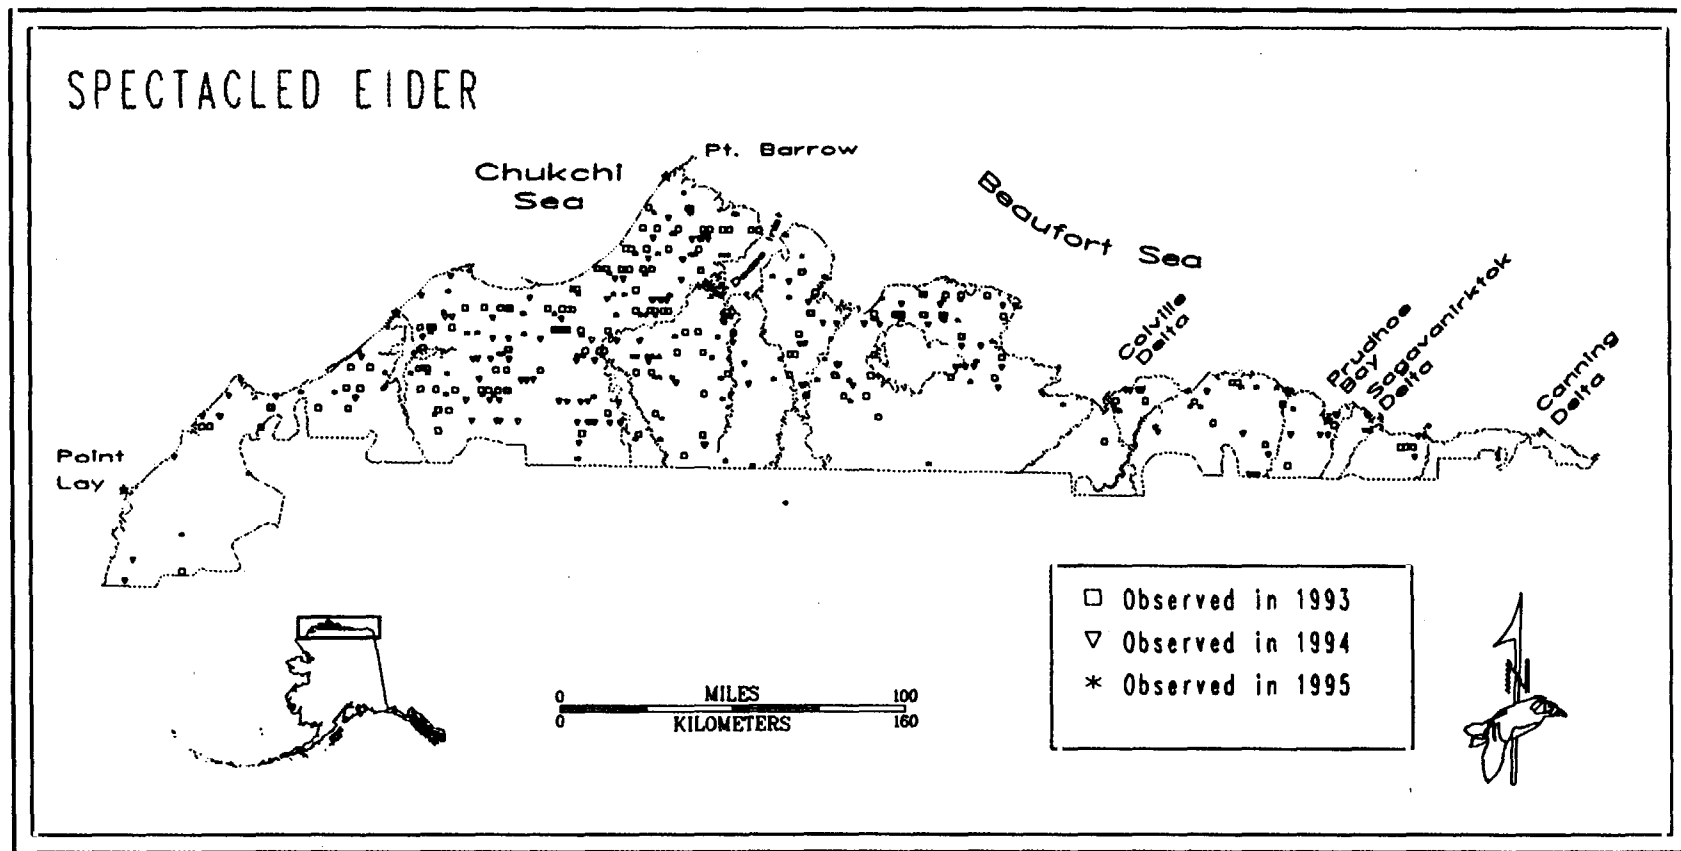 SPECTACLED EIDER
Pt. Barrow
Chukchi
Sea
Beaufort Sea
Colville
Delta
Prudhoe
Bay
Sagavanirktok
Delta
Canning
Delta
Point
Lay
Observed in 1993
Observed in 1994
Observed in 1995
0 MILES 100
0 KILOMETERS 160
N